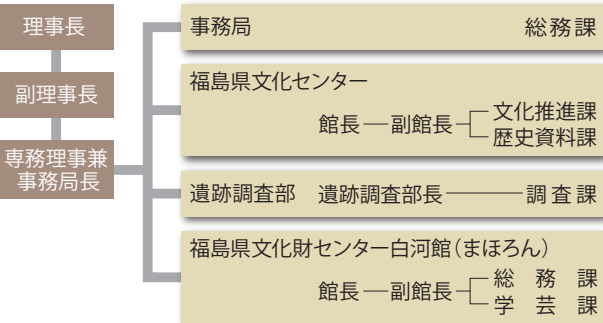 理事長
副理事長
専務理事兼
事務局長
事務局 総務課
福島県文化センター
館長 副館長 文化推進課
歴史資料課
遺跡調査部 遺跡調査部長 調査課
福島県文化財センター白河館(まほろん)
館長 副館長 総務課
学芸課